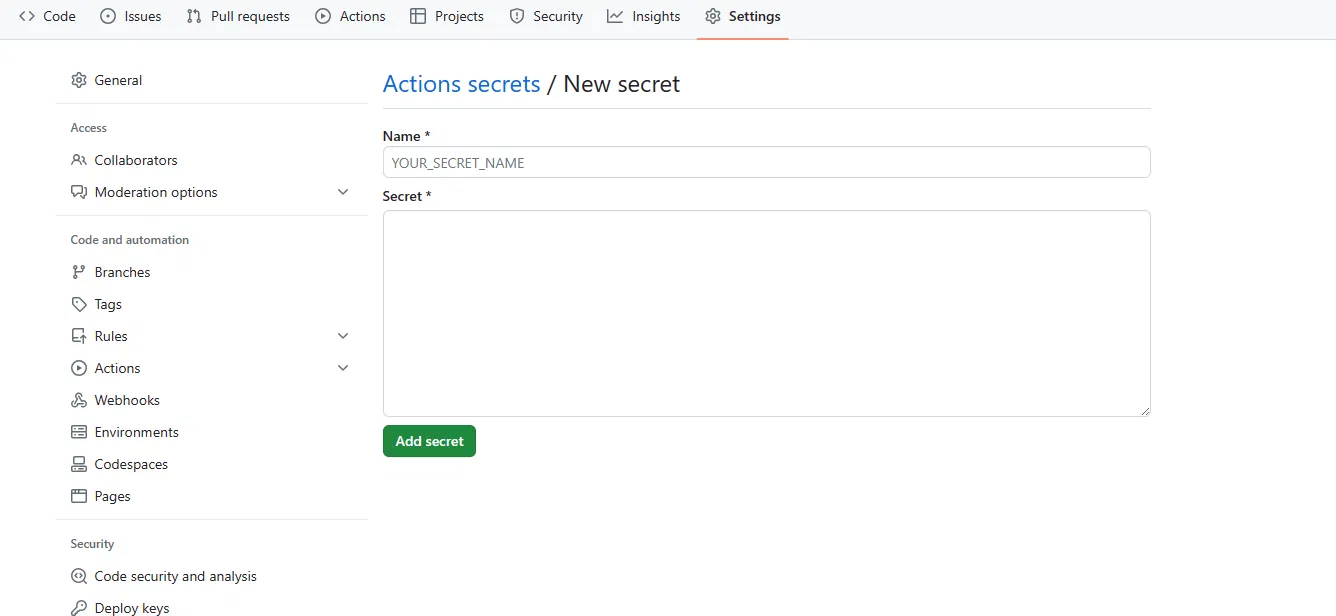 Code Issues Pull requests Actions Projects Security Insights Settings
General
Access
Collaborators
Moderation options
Code and automation
Branches
Tags
Rules
Actions
Webhooks
Environments
Codespaces
Pages
Security
Code security and analysis
Deploy keys
Actions secrets / New secret
Name *
YOUR_SECRET_NAME
Secret *
Add secret